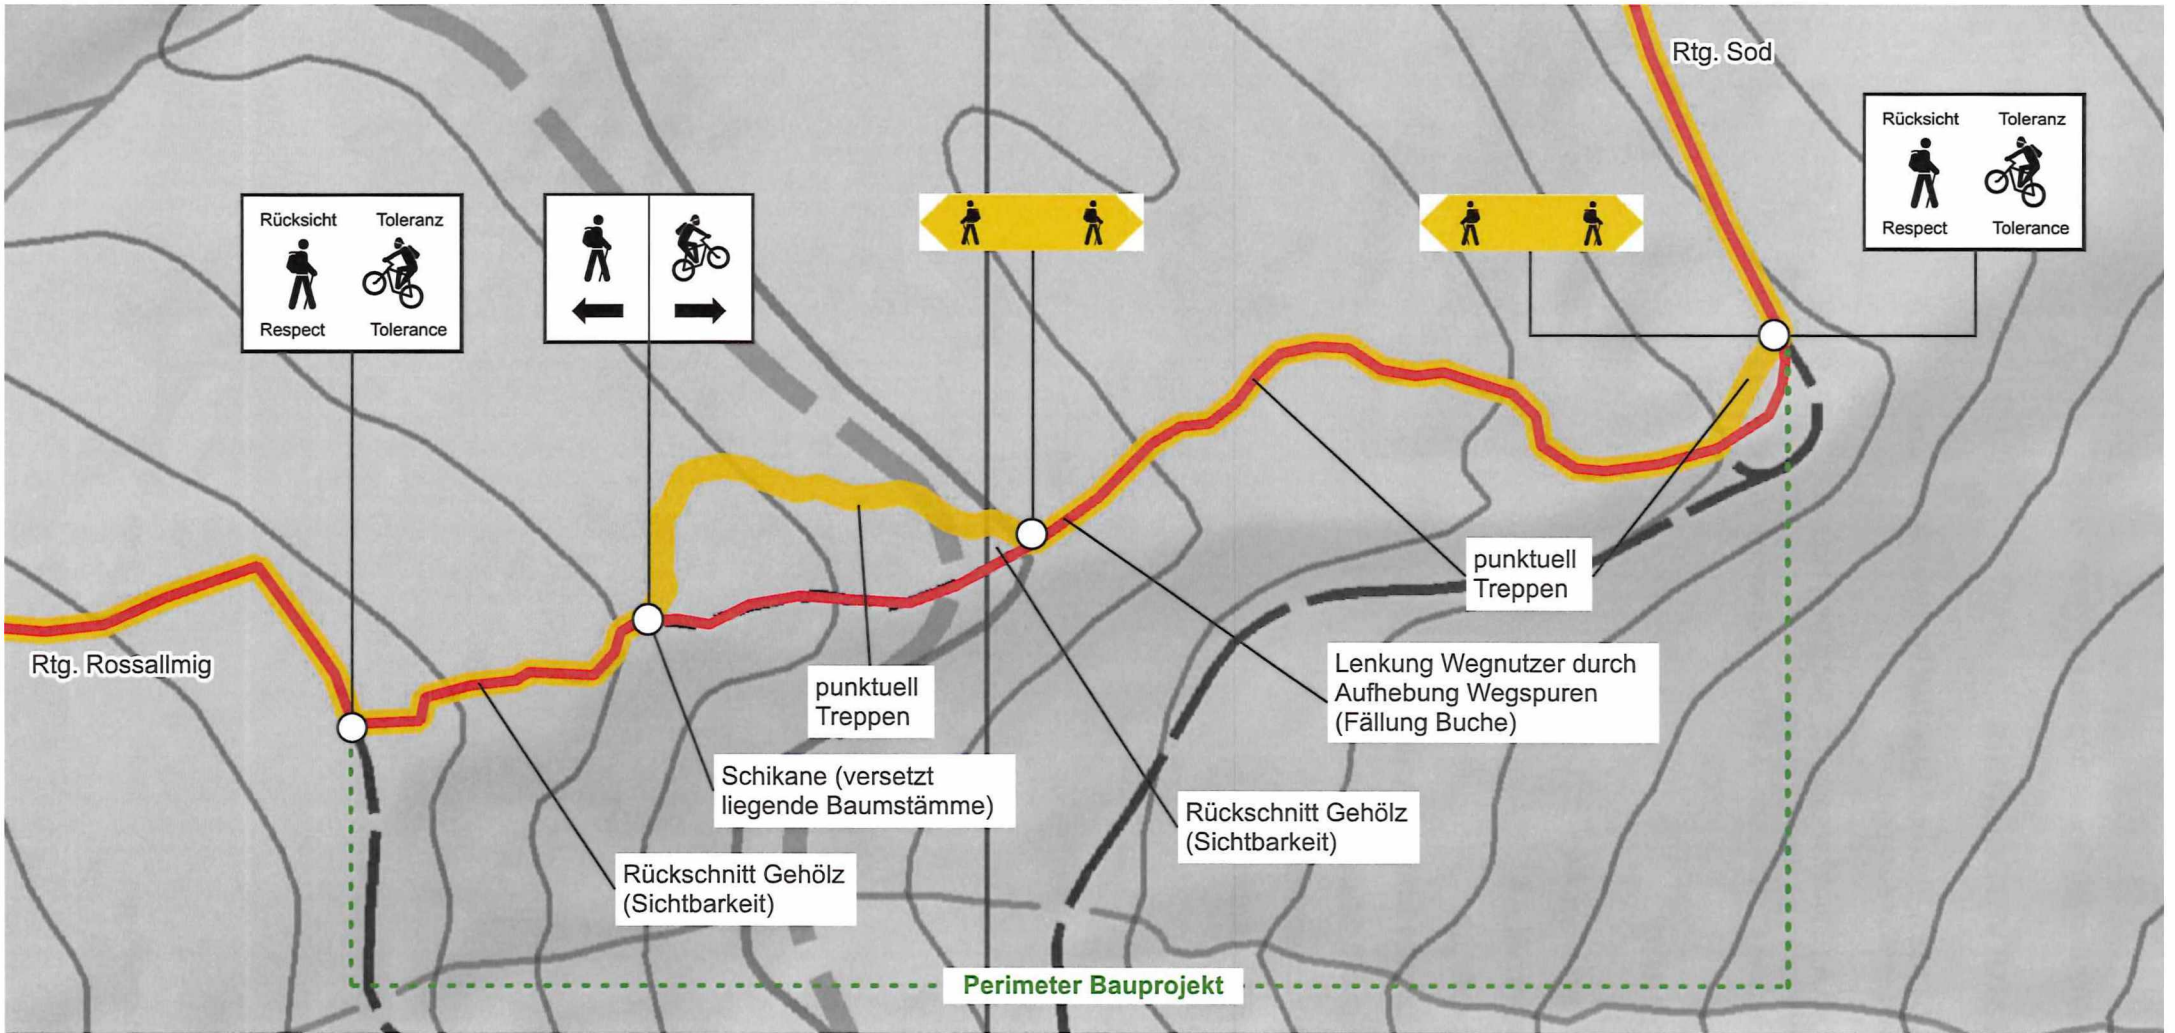 Rtg. Sod
Rücksicht Toleranz
Respect Tolerance
Rücksicht Toleranz
Respect Tolerance
punktuell
Treppen
Rtg. Rossallmig
Lenkung Wegnutzer durch
Aufhebung Wegspuren
(Fällung Buche)
punktuell
Treppen
Schikane (versetzt
liegende Baumstämme)
Rückschnitt Gehölz
(Sichtbarkeit)
Rückschnitt Gehölz
(Sichtbarkeit)
Perimeter Bauprojekt